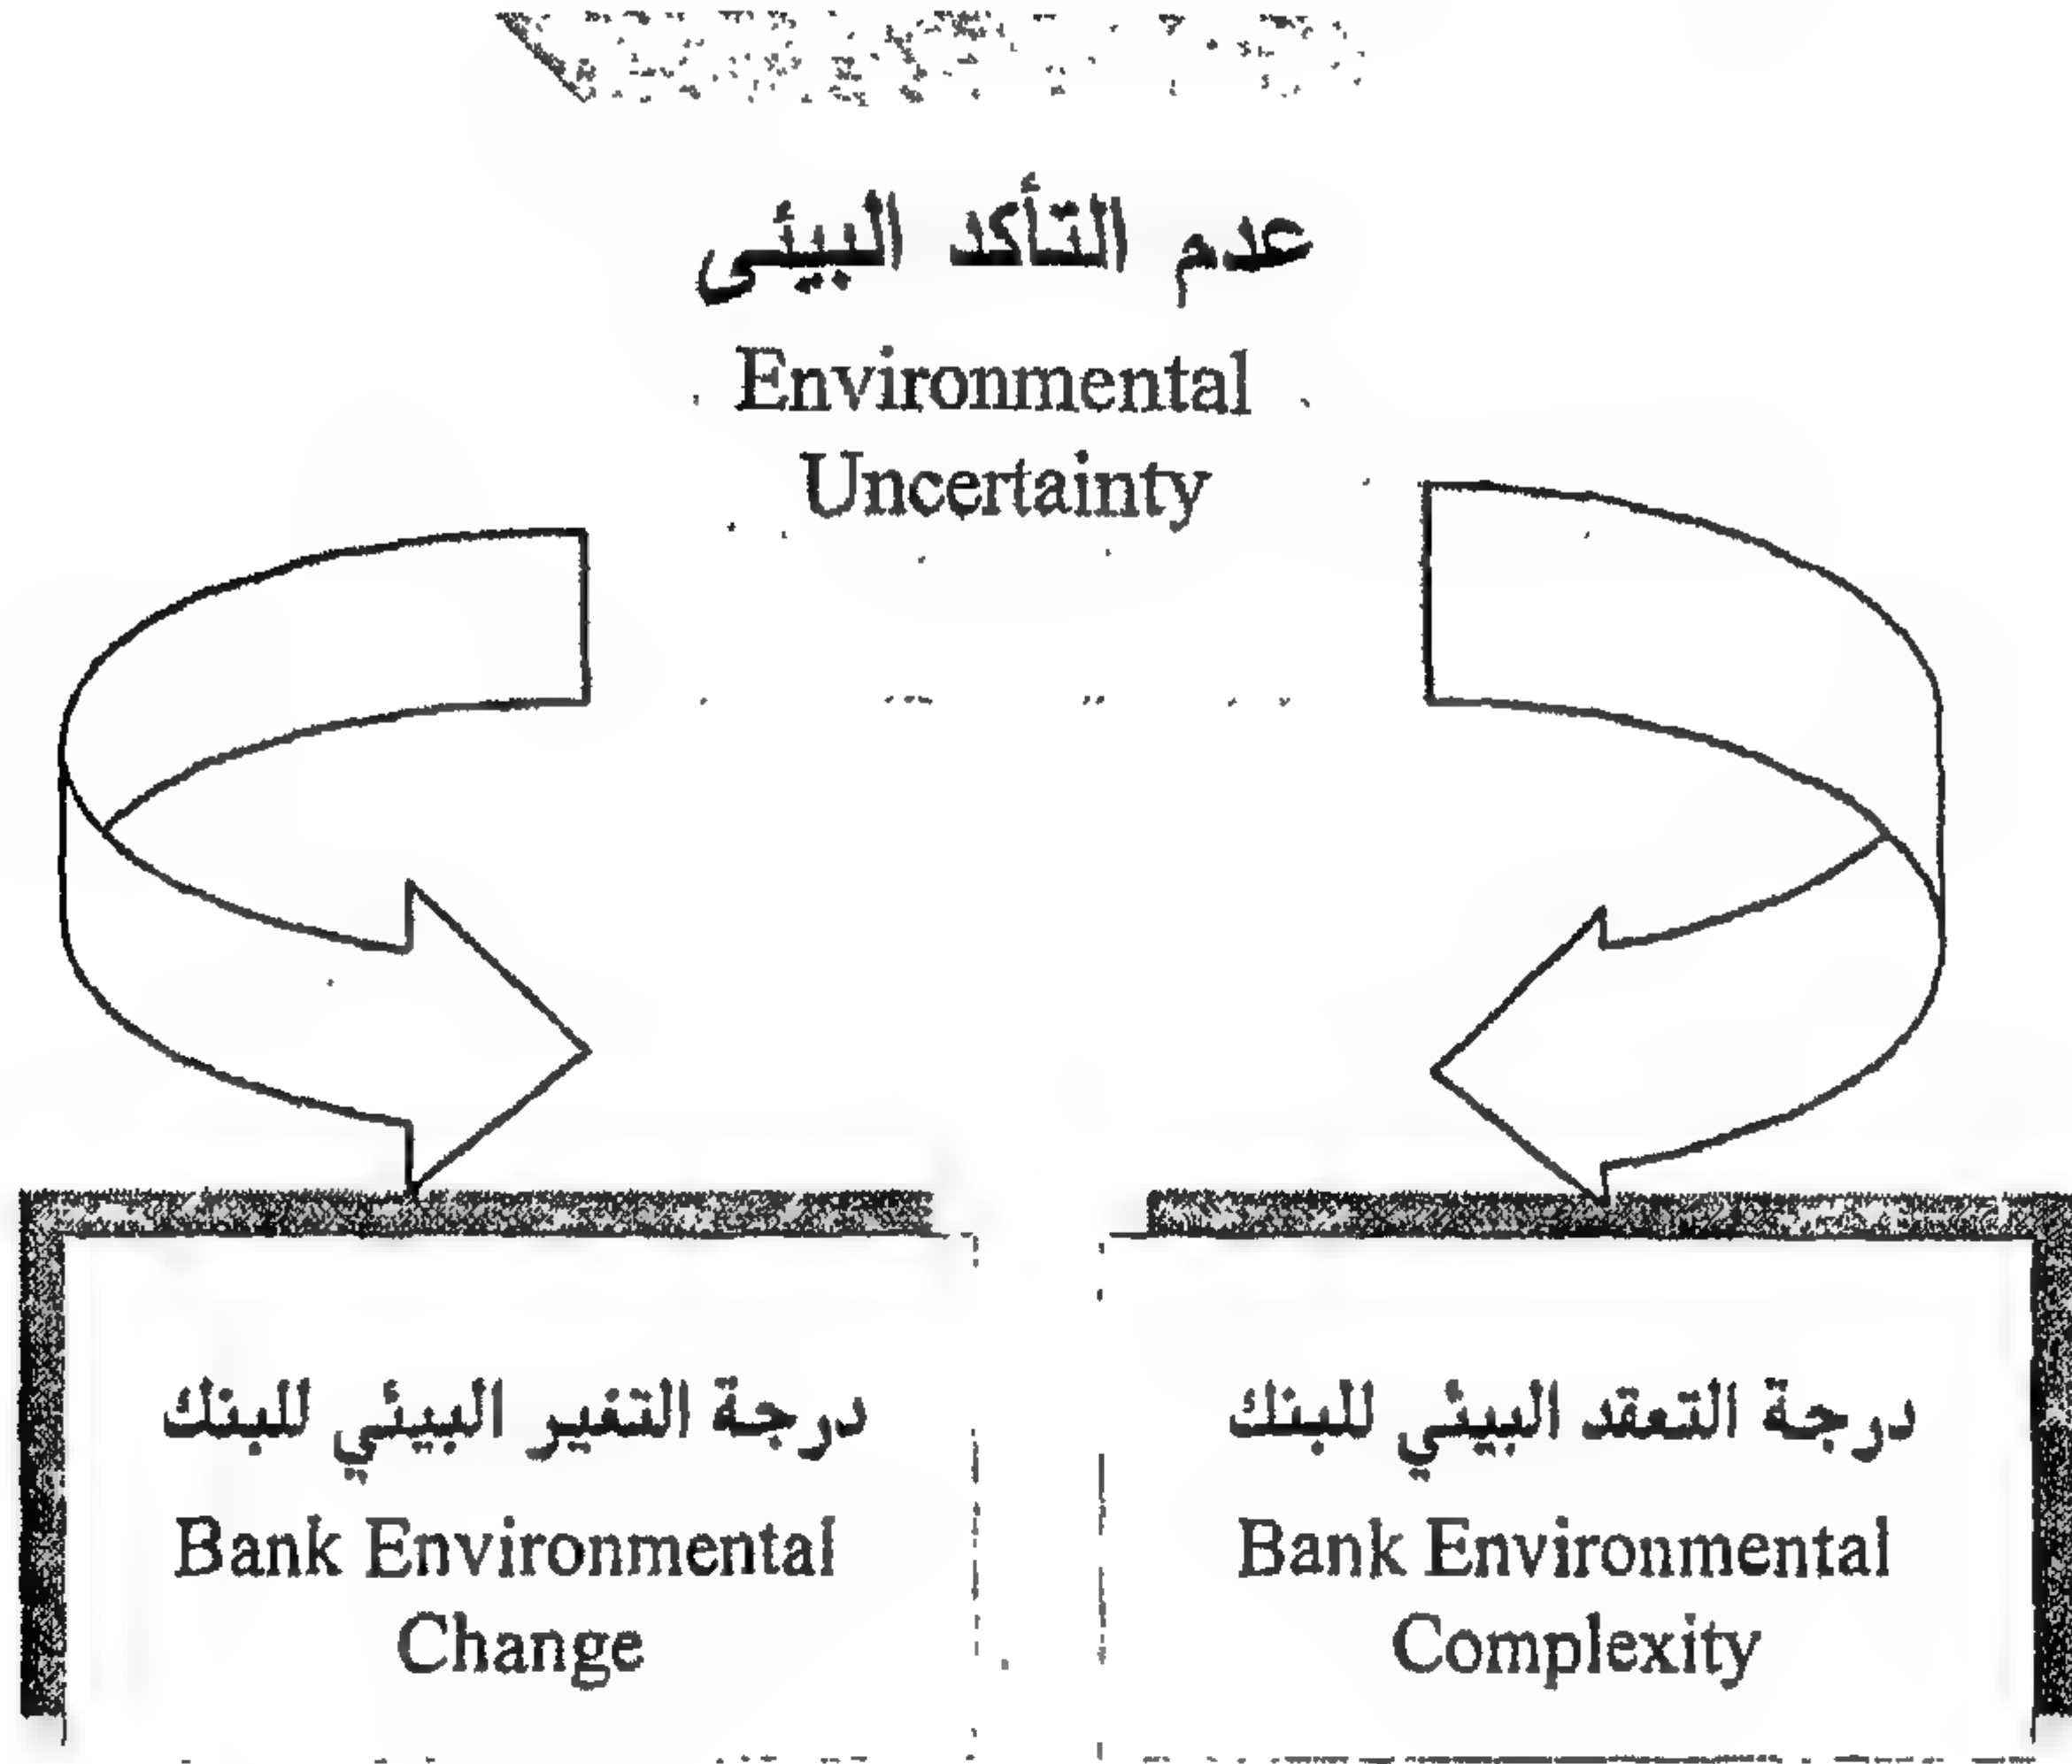 عدم التأكد البيئى
Environmental
Uncertainty
درجة التعقد البيئي للبنك
Bank Environmental
Complexity
درجة التغير البيئي للبنك
Bank Environmental
Change